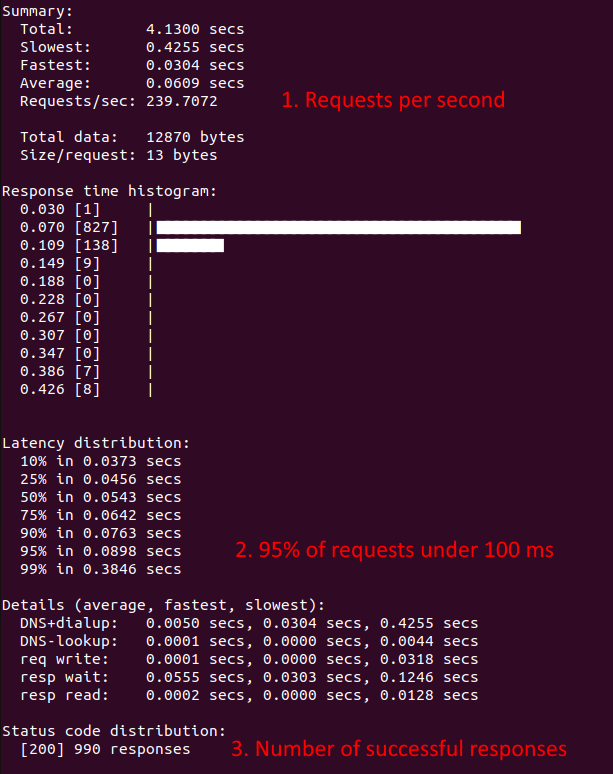 Summary:
Total: 4.1300 secs
Slowest: 0.4255 secs
Fastest: 0.0304 secs
Average: 0.0609 secs
Requests/sec: 239.7072 1. Requests per second
Total data: 12870 bytes
Size/request: 13 bytes
Response time histogram:
0.030 [1] |
0.070 [827] |
0.109 [138] |
0.149 [9] |
0.188 [0] |
0.228 [0] |
0.267 [0] |
0.307 [0] |
0.347 [0] |
0.386 [7] |
0.426 [8] |
Latency distribution:
10% in 0.0373 secs
25% in 0.0456 secs
50% in 0.0543 secs
75% in 0.0642 secs
90% in 0.0763 secs
95% in 0.0898 secs 2. 95% of requests under 100 ms
99% in 0.3846 secs
Details (average, fastest, slowest):
DNS+dialup: 0.0050 secs, 0.0304 secs, 0.4255 secs
DNS-lookup: 0.0001 secs, 0.0000 secs, 0.0044 secs
req write: 0.0001 secs, 0.0000 secs, 0.0318 secs
resp wait: 0.0555 secs, 0.0303 secs, 0.1246 secs
resp read: 0.0002 secs, 0.0000 secs, 0.0128 secs
Status code distribution:
[200] 990 responses 3. Number of successful responses